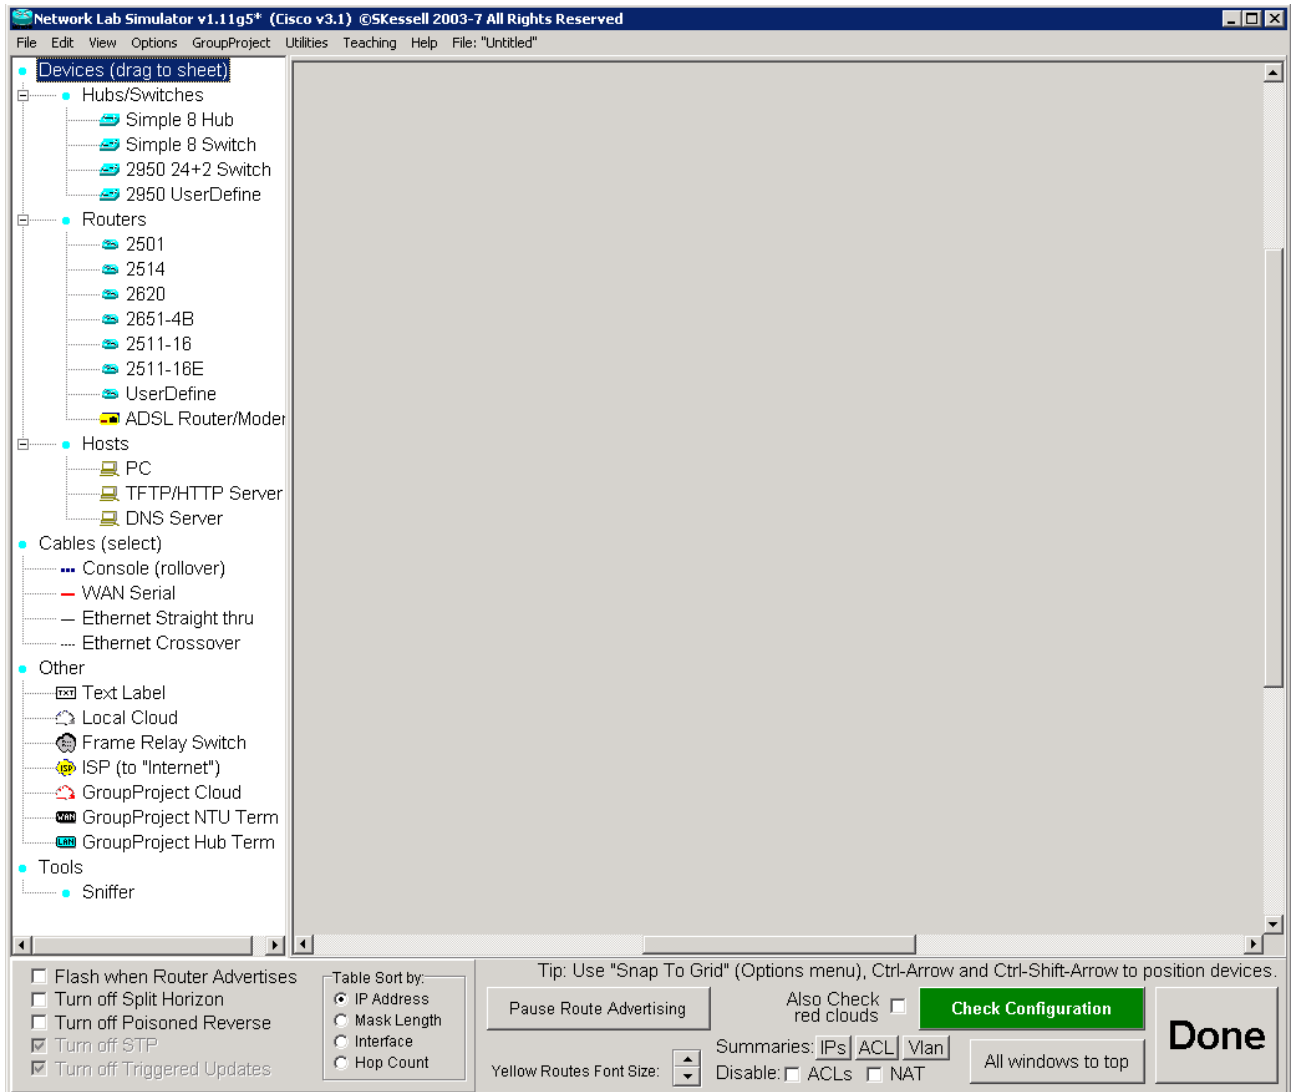 Network Lab Simulator v1.11g5* (Cisco v3.1) ©SKessell 2003-7 All Rights Reserved
File Edit View Options GroupProject Utilities Teaching Help File: "Untitled"
Devices (drag to sheet)
Hubs/Switches
Simple 8 Hub
Simple 8 Switch
2950 24+2 Switch
2950 UserDefine
Routers
2501
2514
2620
2651-4B
2511-16
2511-16E
UserDefine
ADSL Router/Moder
Hosts
PC
TFTP/HTTP Server
DNS Server
Cables (select)
Console (rollover)
WAN Serial
Ethernet Straight thru
Ethernet Crossover
Other
TXT Text Label
Local Cloud
Frame Relay Switch
ISP ISP (to "Internet")
GroupProject Cloud
WAN GroupProject NTU Term
LAN GroupProject Hub Term
Tools
Sniffer
Flash when Router Advertises
Turn off Split Horizon
Turn off Poisoned Reverse
Turn off STP
Turn off Triggered Updates
Table Sort by:
IP Address
Mask Length
Interface
Hop Count
Tip: Use "Snap To Grid" (Options menu), Ctrl-Arrow and Ctrl-Shift-Arrow to position devices.
Pause Route Advertising
Also Check
red clouds
Check Configuration
Done
Summaries: IPs ACL Vlan
All windows to top
Yellow Routes Font Size:
Disable: ACLs NAT